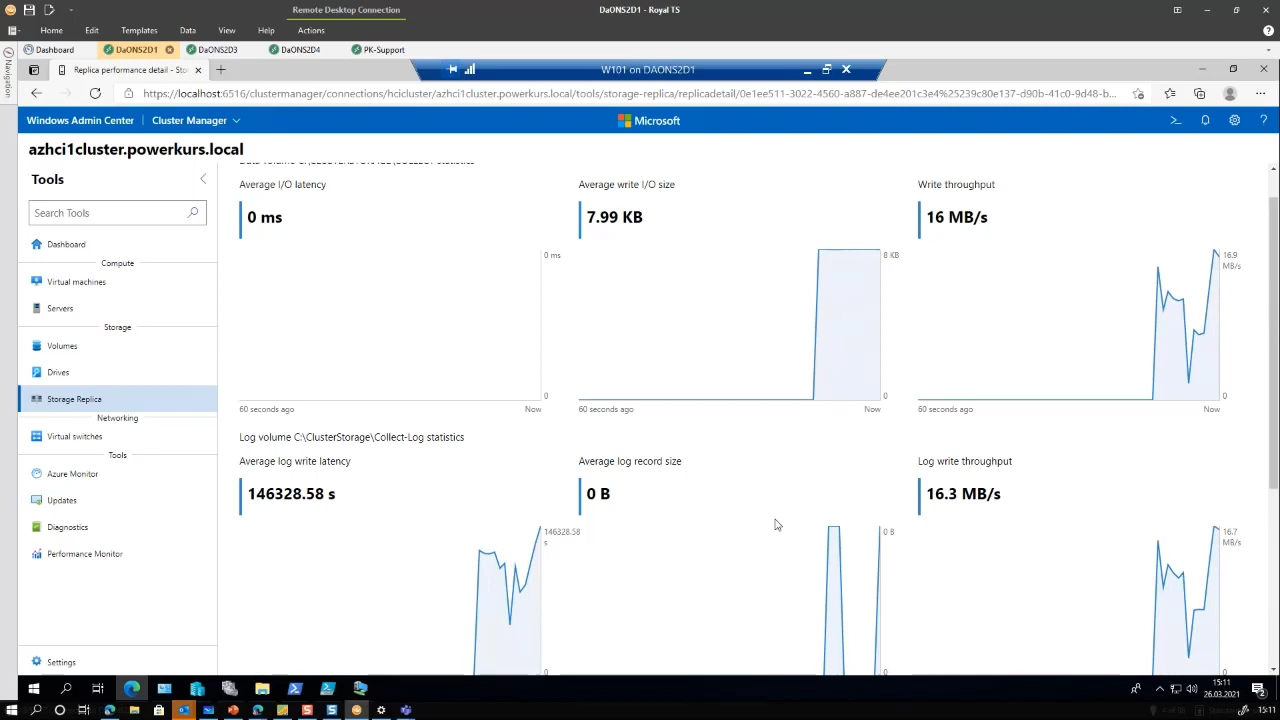 Remote Desktop Connection
DaONS2D1 - Royal TS
Home Edit Templates Data View Help Actions
Dashboard DaONS2D1 DaONS2D3 DaONS2D4 PK-Support
Navigation
Replica performance detail - Sto
W101 on DAONS2D1
https://localhost:6516/clustermanager/connections/hcicluster/azhci1cluster.powerkurs.local/tools/storage-replica/replicadetail/0e1ee511-3022-4560-a887-de4ee201c3e4%25239c80e137-d90b-41c0-9d48-b...
Windows Admin Center Cluster Manager Microsoft
azhci1cluster.powerkurs.local
Tools
Search Tools
Dashboard
Compute
Virtual machines
Servers
Storage
Volumes
Drives
Storage Replica
Networking
Virtual switches
Tools
Azure Monitor
Updates
Diagnostics
Performance Monitor
Settings
Average I/O latency Average write I/O size Write throughput
0 ms 7.99 KB 16 MB/s
0 ms 8 KB 16.9
MB/s
0 0 0
60 seconds ago Now 60 seconds ago Now 60 seconds ago Now
Log volume C:\ClusterStorage\Collect-Log statistics
Average log write latency Average log record size Log write throughput
146328.58 s 0 B 16.3 MB/s
146328.58 0 B 16.7
s MB/s
0 0 0
15:11
26.03.2021
2
15:11